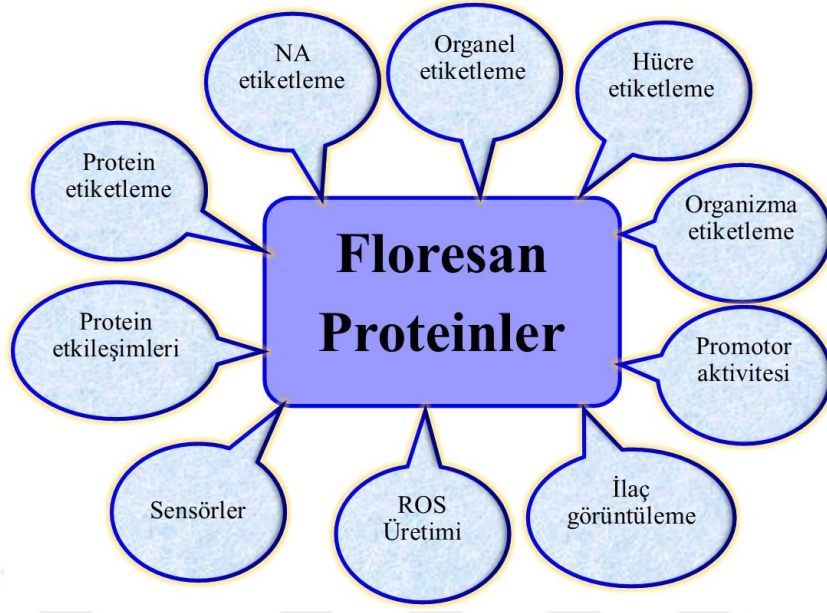 NA
etiketleme
Organel
etiketleme
Hücre
etiketleme
Protein
etiketleme
Organizma
etiketleme
Floresan
Proteinler
Protein
etkileşimleri
Promotor
aktivitesi
Sensörler
ROS
Üretimi
İlaç
görüntüleme